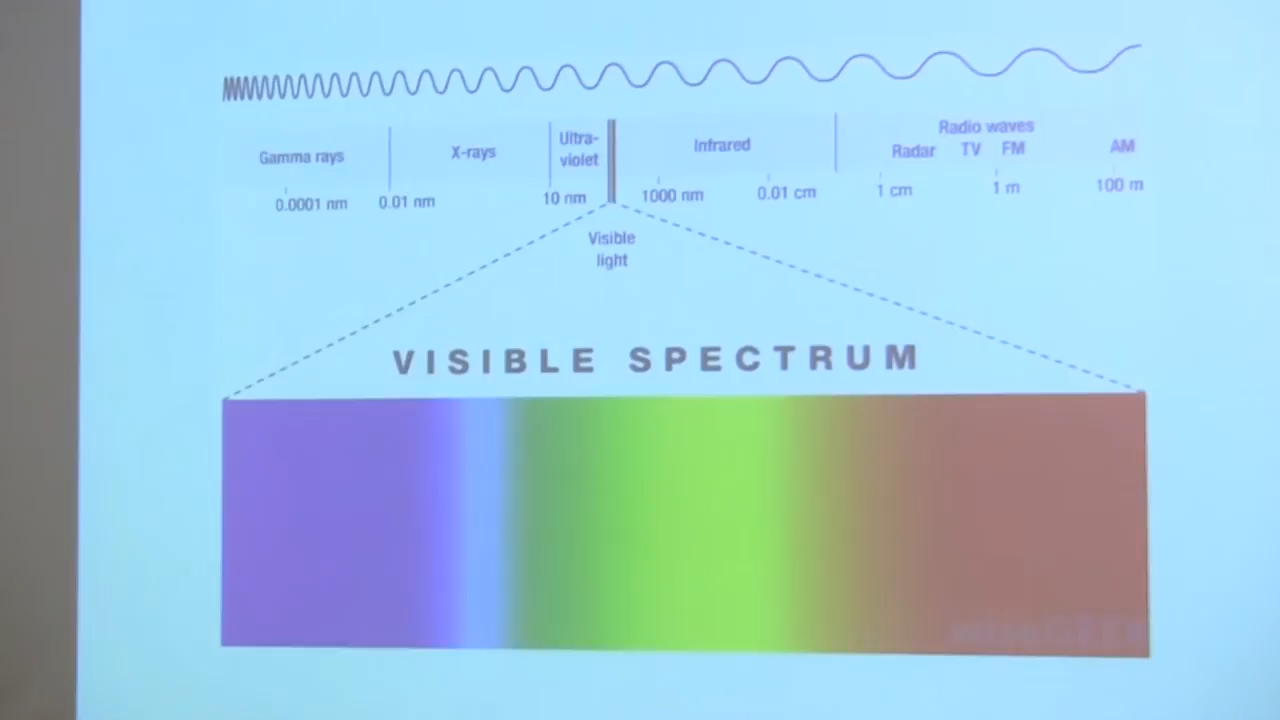 Radio waves
Gamma rays X-rays Ultra-
violet Infrared Radar TV FM AM
0.0001 nm 0.01 nm 10 nm 1000 nm 0.01 cm 1 cm 1 m 100 m
Visible
light
VISIBLE SPECTRUM